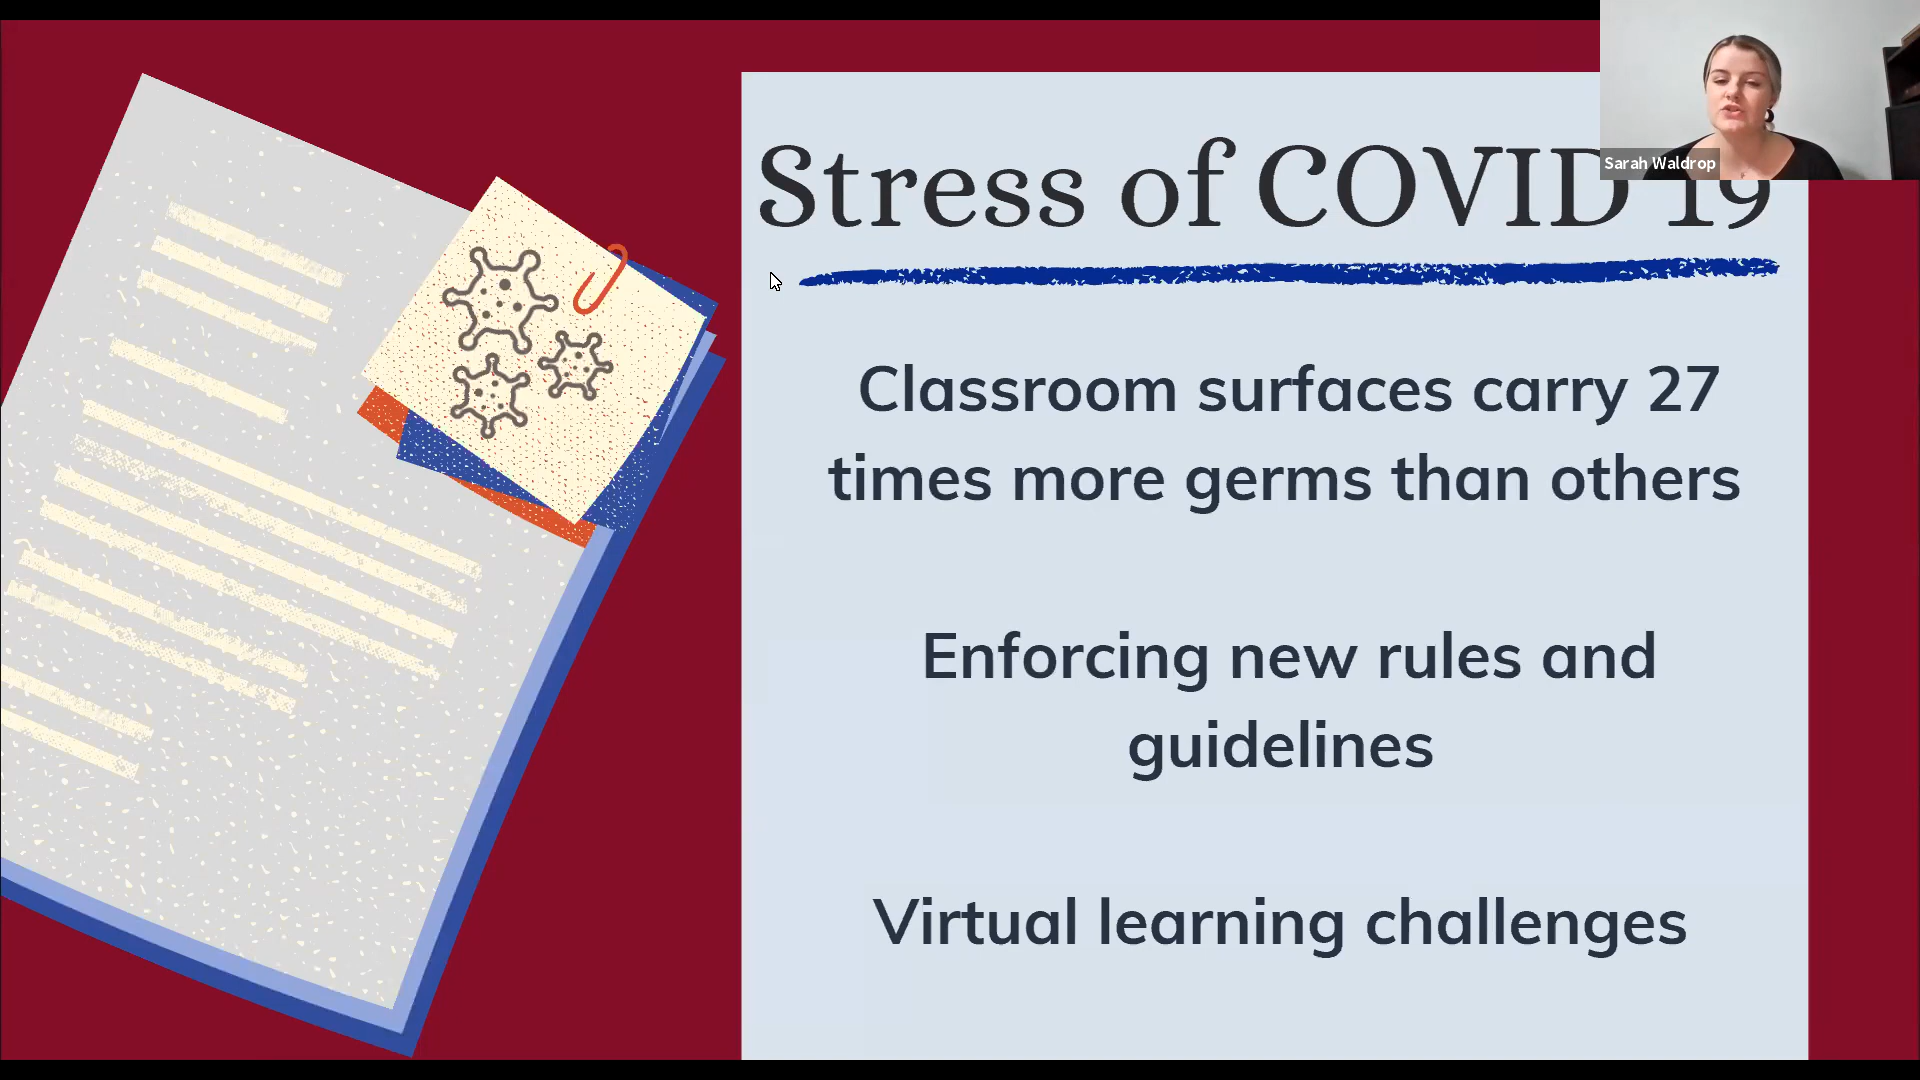 Stress of COVID 19
Sarah Waldrop
Classroom surfaces carry 27
times more germs than others
Enforcing new rules and
guidelines
Virtual learning challenges